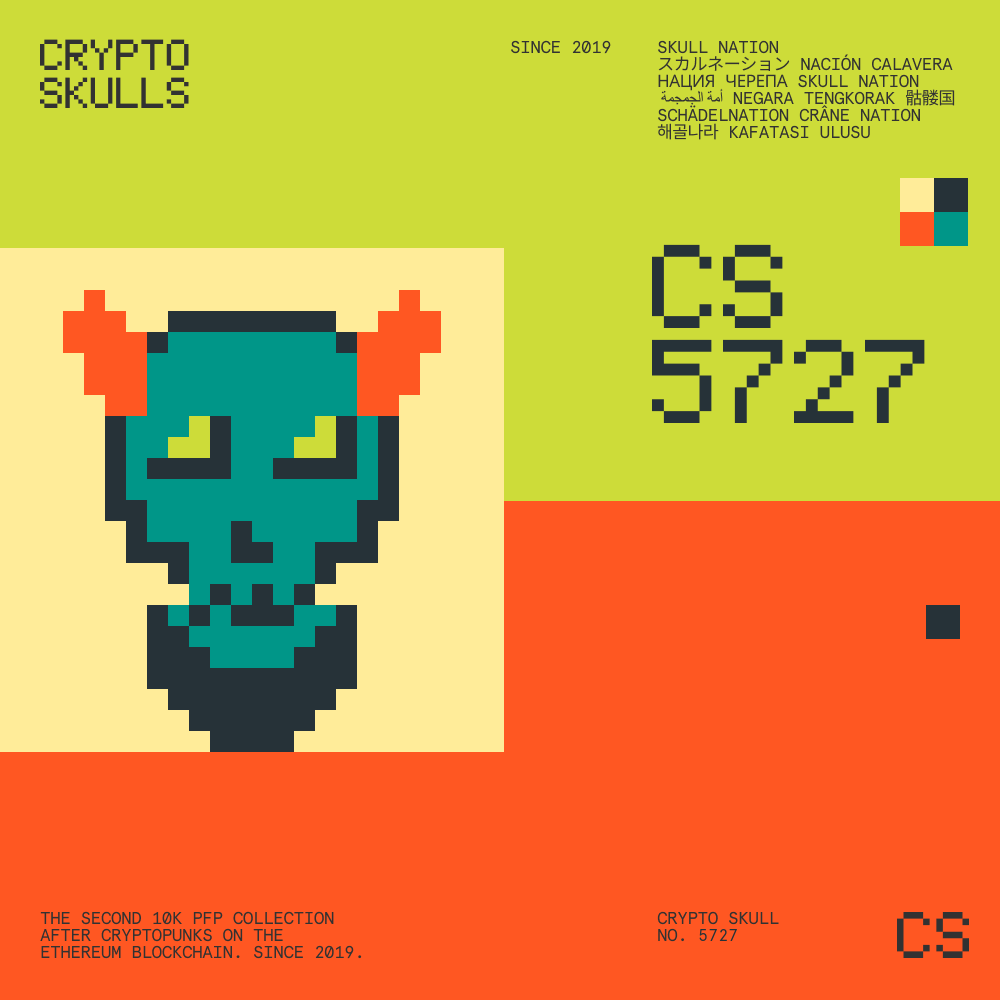 CRYPTO
SKULLS
SINCE 2019
SKULL NATION
スカルネーション NACIÓN CALAVERA
НАЦИЯ ЧЕРЕПА SKULL NATION
أمة الجمجمة NEGARA TENGKORAK 骷髅国
SCHÄDELNATION CRÂNE NATION
해골나라 KAFATASI ULUSU
CS
5727
THE SECOND 10K PFP COLLECTION
AFTER CRYPTOPUNKS ON THE
ETHEREUM BLOCKCHAIN. SINCE 2019.
CRYPTO SKULL
NO. 5727
CS